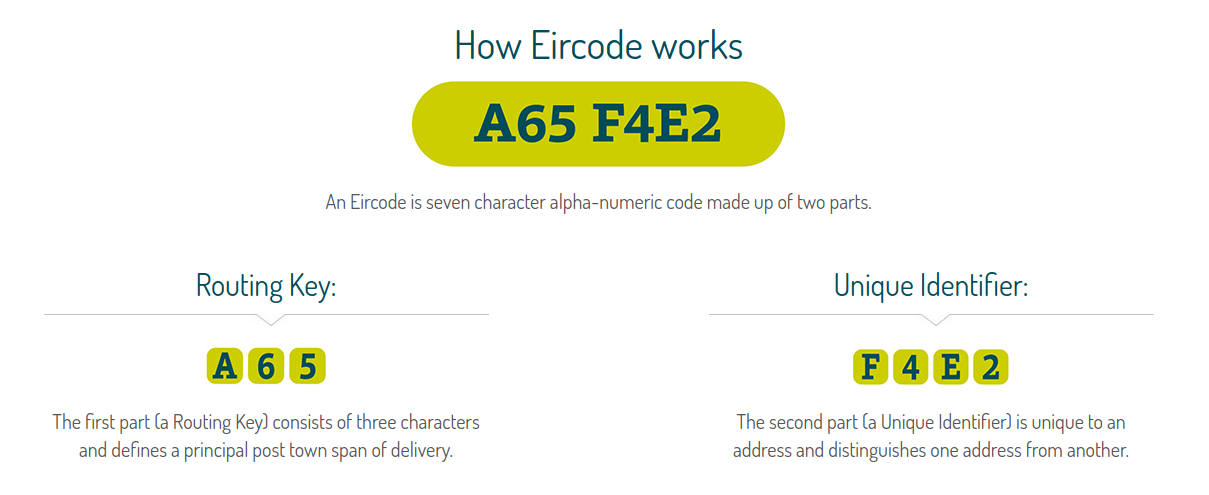 How Eircode works
A65 F4E2
An Eircode is seven character alpha-numeric code made up of two parts.
Routing Key:
A 6 5
The first part (a Routing Key) consists of three characters
and defines a principal post town span of delivery.
Unique Identifier:
F 4 E 2
The second part (a Unique Identifier) is unique to an
address and distinguishes one address from another.